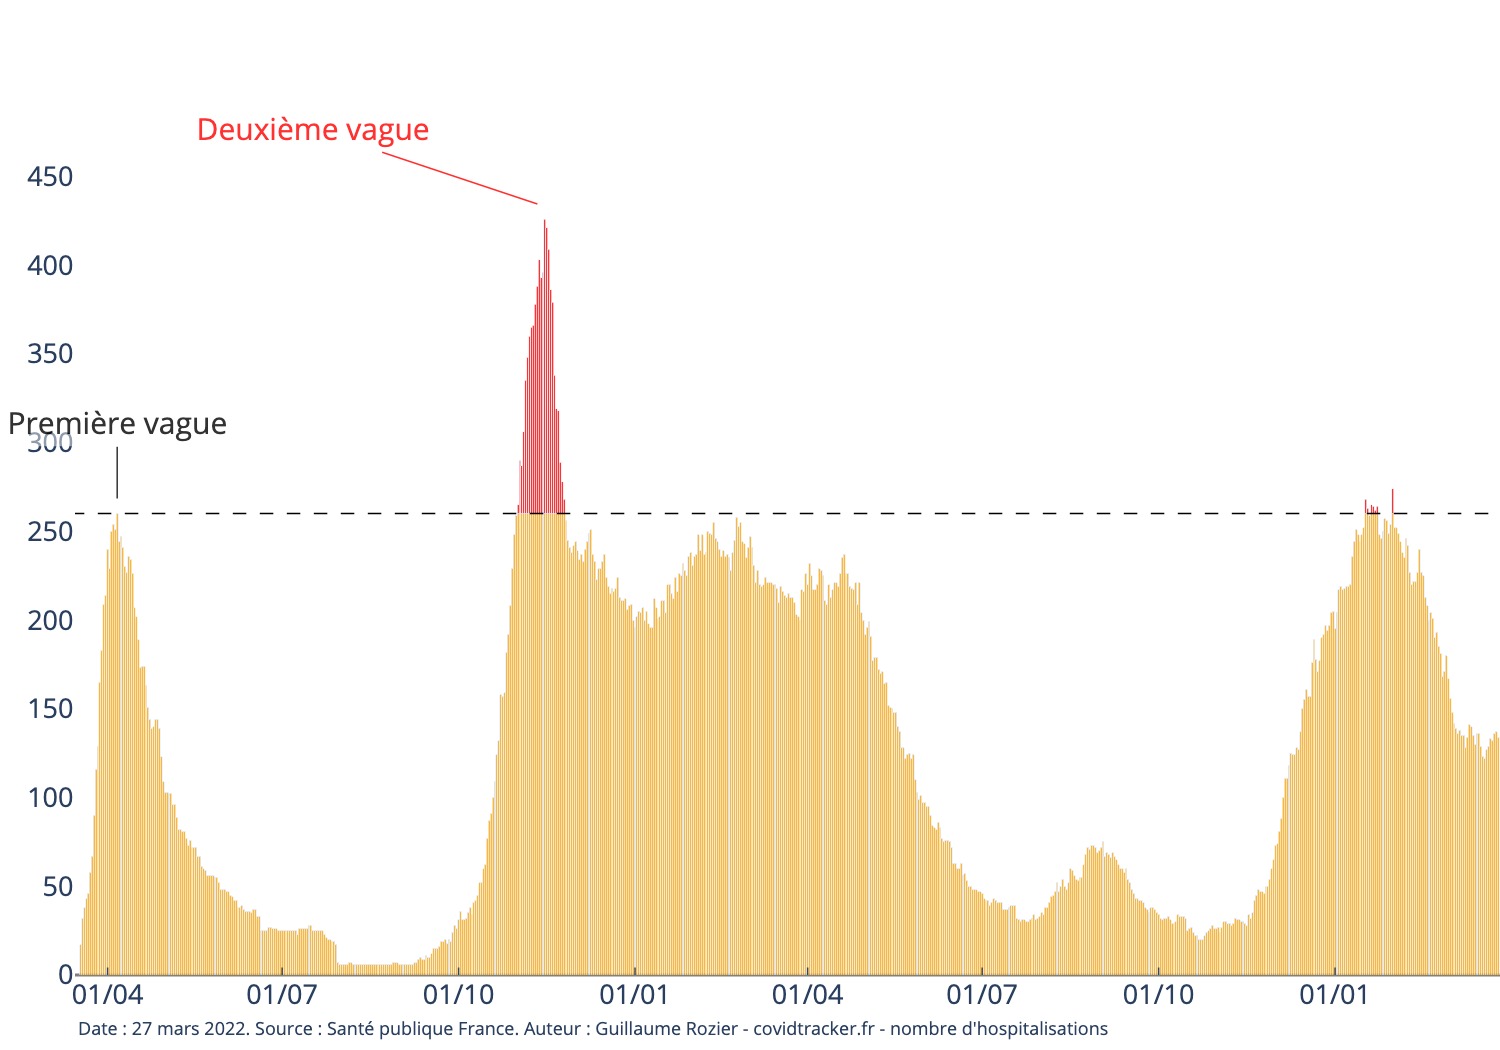 Deuxième vague
450
400
350
Première vague
300
250
200
150
100
50
0
01/04 01/07 01/10 01/01 01/04 01/07 01/10 01/01
Date : 27 mars 2022. Source : Santé publique France. Auteur : Guillaume Rozier - covidtracker.fr - nombre d'hospitalisations